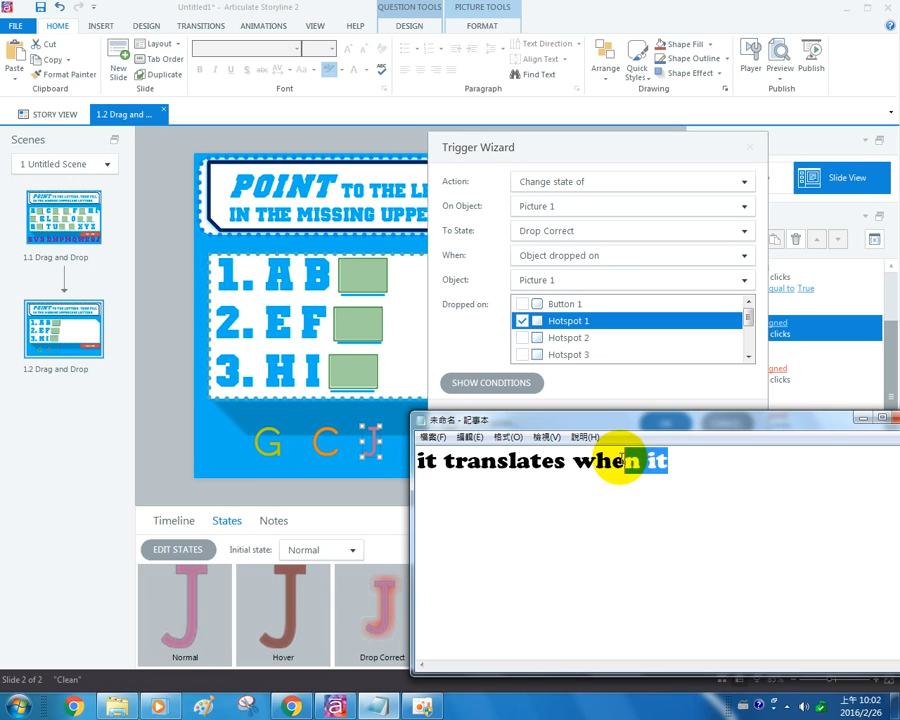 Untitled1* - Articulate Storyline 2
QUESTION TOOLS
PICTURE TOOLS
FILE HOME INSERT DESIGN TRANSITIONS ANIMATIONS VIEW HELP DESIGN FORMAT
Cut
Copy
Format Painter
Paste
Clipboard
New Slide
Layout
Tab Order
Duplicate
Slide
Font
Text Direction
Align Text
Find Text
Paragraph
Arrange
Quick Styles
Shape Fill
Shape Outline
Shape Effect
Drawing
Player
Preview
Publish
Publish
STORY VIEW
1.2 Drag and ...
Scenes
1 Untitled Scene
1.1 Drag and Drop
1.2 Drag and Drop
POINT TO THE LE
IN THE MISSING UPPE
1. A B
2. E F
3. H I
G C J
Trigger Wizard
Action: Change state of
On Object: Picture 1
To State: Drop Correct
When: Object dropped on
Object: Picture 1
Dropped on: Button 1
Hotspot 1
Hotspot 2
Hotspot 3
SHOW CONDITIONS
Slide View
clicks
equal to True
gned
gned
clicks
未命名 - 記事本
檔案(F) 編輯(E) 格式(O) 檢視(V) 說明(H)
it translates when it
Timeline States Notes
EDIT STATES
Initial state: Normal
Normal
Hover
Drop Correct
Slide 2 of 2 "Clean"
上午 10:02
2016/2/26